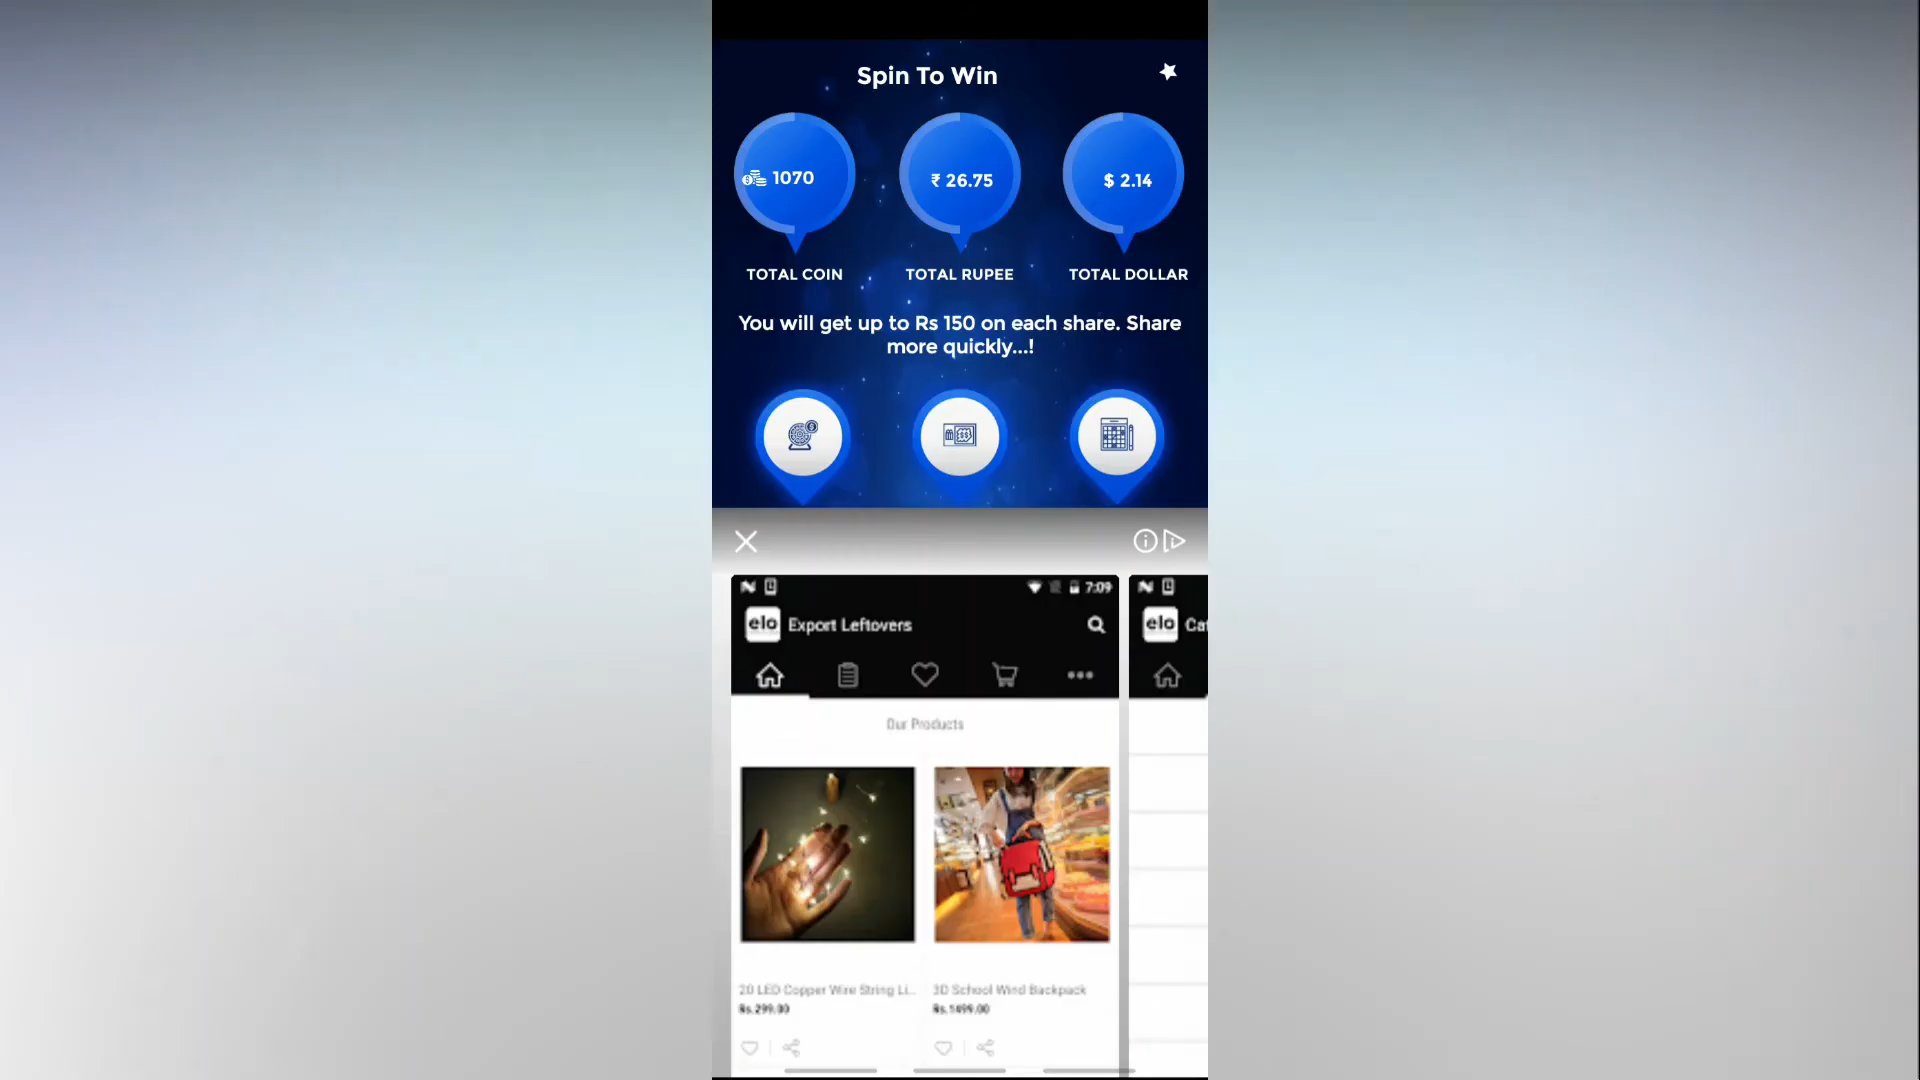 Spin To Win
1070
₹ 26.75
$ 2.14
TOTAL COIN
TOTAL RUPEE
TOTAL DOLLAR
You will get up to Rs 150 on each share. Share
more quickly...!
7:09
elo Export Leftovers
elo Cat
Our Products
20 LED Copper Wire String Li...
Rs.299.00
3D School Wind Backpack
Rs.1499.00